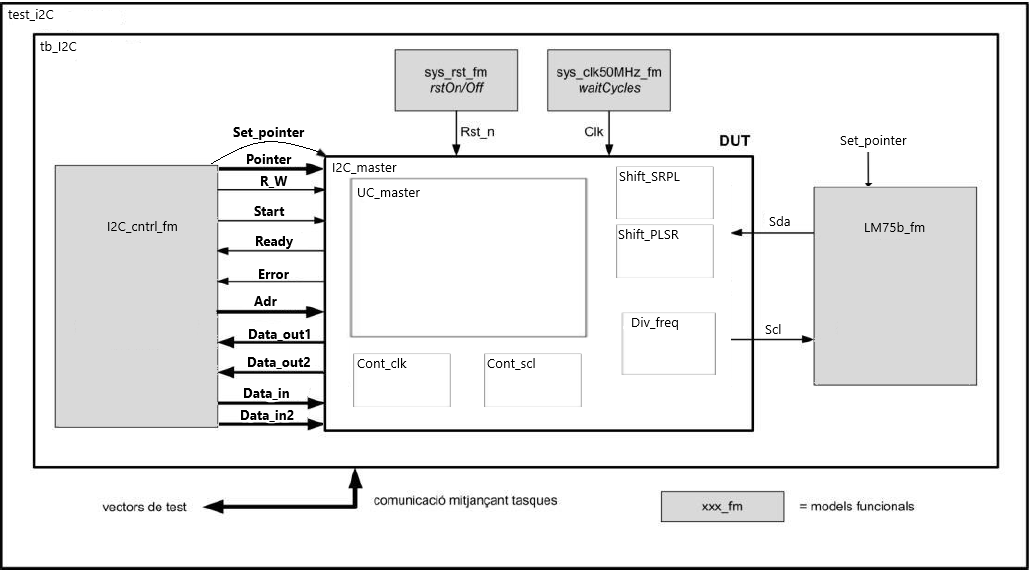 test_i2C
tb_I2C
sys_rst_fm
rstOn/Off
sys_clk50MHz_fm
waitCycles
Rst_n
Clk
DUT
Set_pointer
Pointer
R_W
Start
Ready
Error
Adr
Data_out1
Data_out2
Data_in
Data_in2
I2C_cntrl_fm
I2C_master
UC_master
Shift_SRPL
Shift_PLSR
Div_freq
Cont_clk
Cont_scl
Set_pointer
Sda
Scl
LM75b_fm
vectors de test
comunicació mitjançant tasques
xxx_fm
= models funcionals